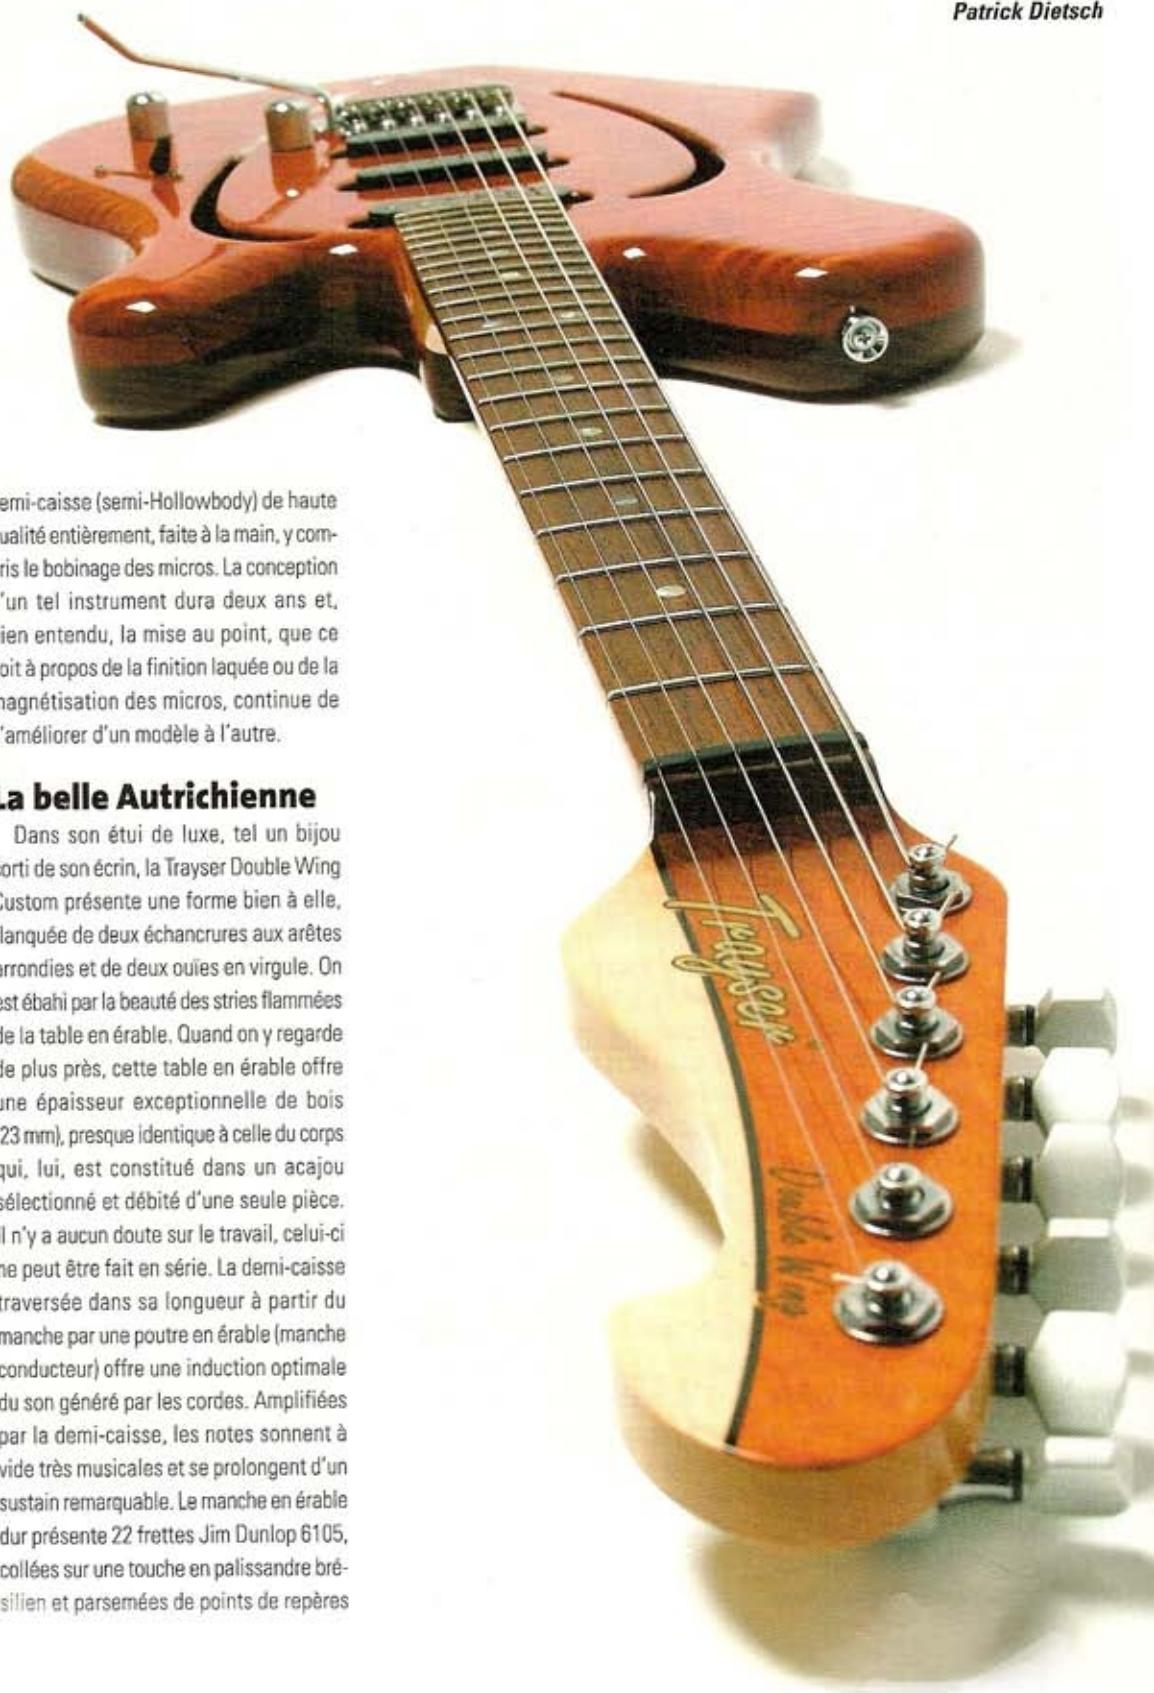 Patrick Dietsch
emi-caisse (semi-Hollowbody) de haute
ualité entièrement, faite à la main, y com-
ris le bobinage des micros. La conception
'un tel instrument dura deux ans et,
ien entendu, la mise au point, que ce
oit à propos de la finition laquée ou de la
nagnétisation des micros, continue de
'améliorer d'un modèle à l'autre.
La belle Autrichienne
Dans son étui de luxe, tel un bijou
sorti de son écrin, la Trayser Double Wing
Custom présente une forme bien à elle,
lanquée de deux échancrures aux arêtes
arrondies et de deux ouïes en virgule. On
est ébahi par la beauté des stries flammées
de la table en érable. Quand on y regarde
de plus près, cette table en érable offre
une épaisseur exceptionnelle de bois
23 mm), presque identique à celle du corps
qui, lui, est constitué dans un acajou
sélectionné et débité d'une seule pièce.
Il n'y a aucun doute sur le travail, celui-ci
ne peut être fait en série. La demi-caisse
traversée dans sa longueur à partir du
manche par une poutre en érable (manche
conducteur) offre une induction optimale
du son généré par les cordes. Amplifiées
par la demi-caisse, les notes sonnent à
vide très musicales et se prolongent d'un
sustain remarquable. Le manche en érable
dur présente 22 frettes Jim Dunlop 6105,
collées sur une touche en palissandre bré-
silien et parsemées de points de repères
Trayser
Double Wing